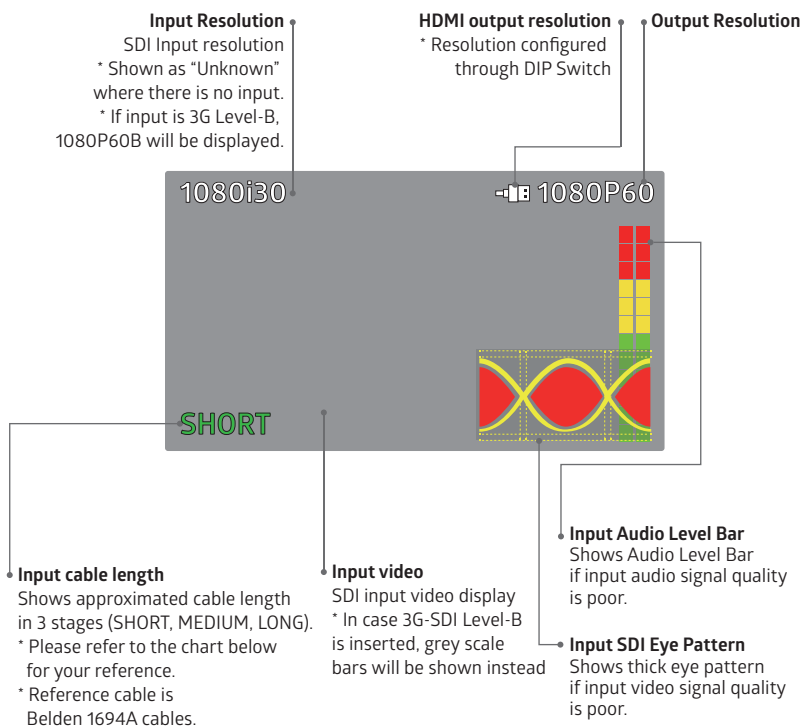 Input Resolution
SDI Input resolution
* Shown as “Unknown”
where there is no input.
* If input is 3G Level-B,
1080P60B will be displayed.
HDMI output resolution
* Resolution configured
through DIP Switch
Output Resolution
1080i30
1080P60
SHORT
Input cable length
Shows approximated cable length
in 3 stages (SHORT, MEDIUM, LONG).
* Please refer to the chart below
for your reference.
* Reference cable is
Belden 1694A cables.
Input video
SDI input video display
* In case 3G-SDI Level-B
is inserted, grey scale
bars will be shown instead
Input Audio Level Bar
Shows Audio Level Bar
if input audio signal quality
is poor.
Input SDI Eye Pattern
Shows thick eye pattern
if input video signal quality
is poor.